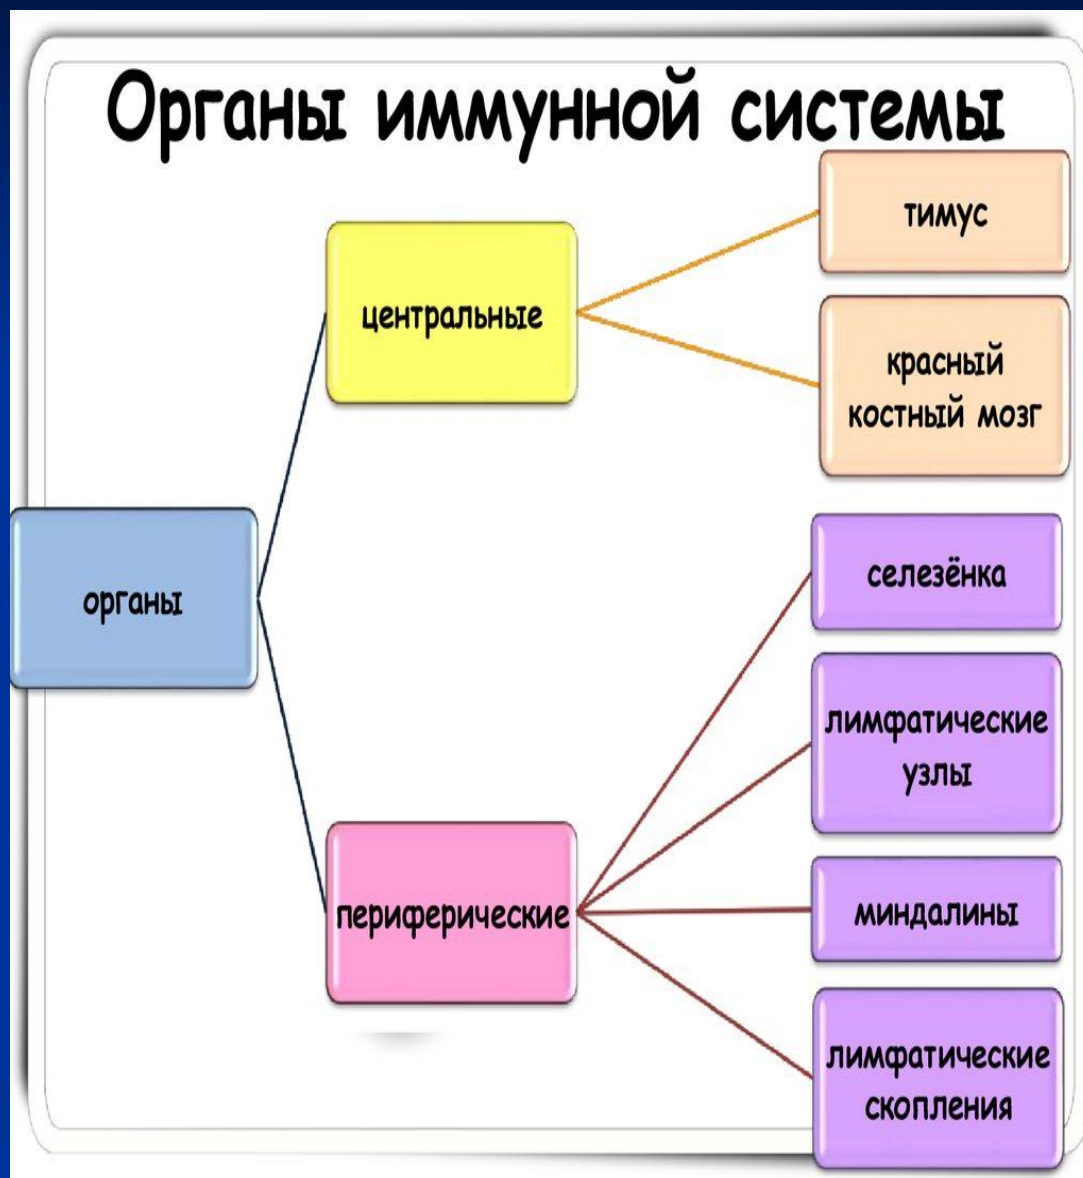 Органы иммунной системы
органы
центральные
тимус
красный
костный мозг
периферические
селезёнка
лимфатические
узлы
миндалины
лимфатические
скопления